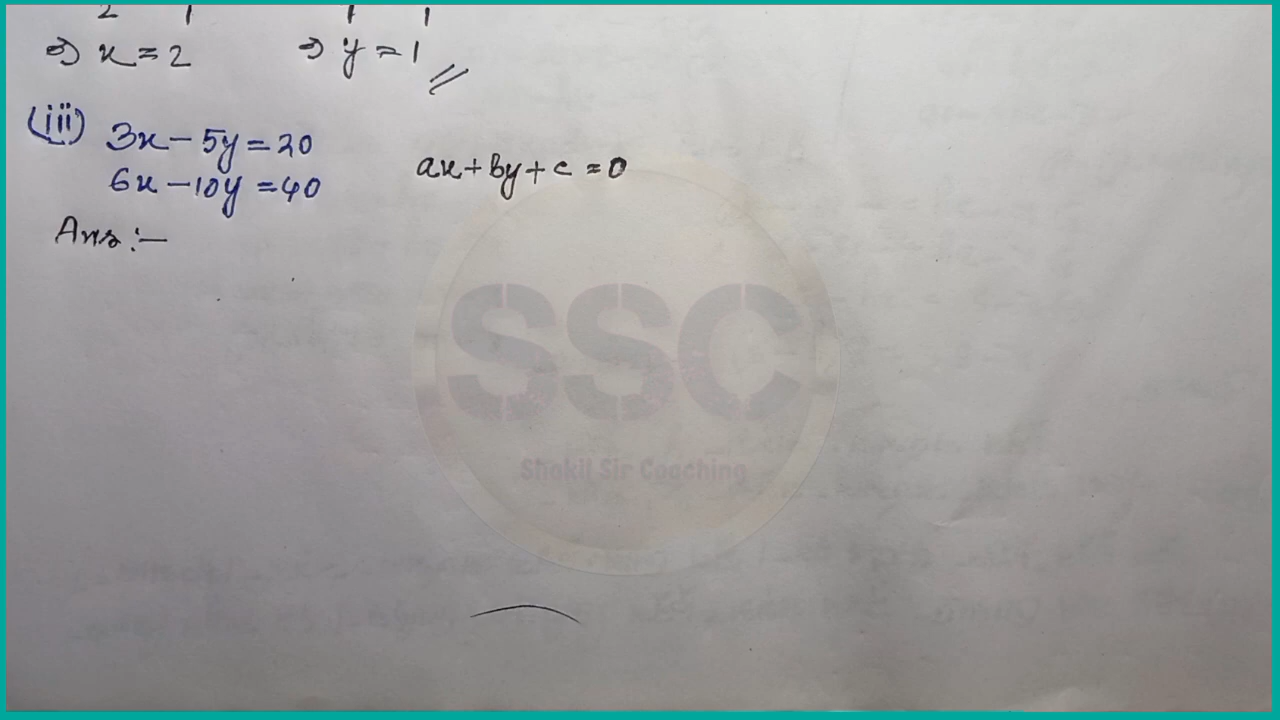 ⇒ x = 2 ⇒ y = 1 //
(iii) 3x - 5y = 20
6x - 10y = 40
ax + by + c = 0
Ans :-
SSC
Shakil Sir Coaching